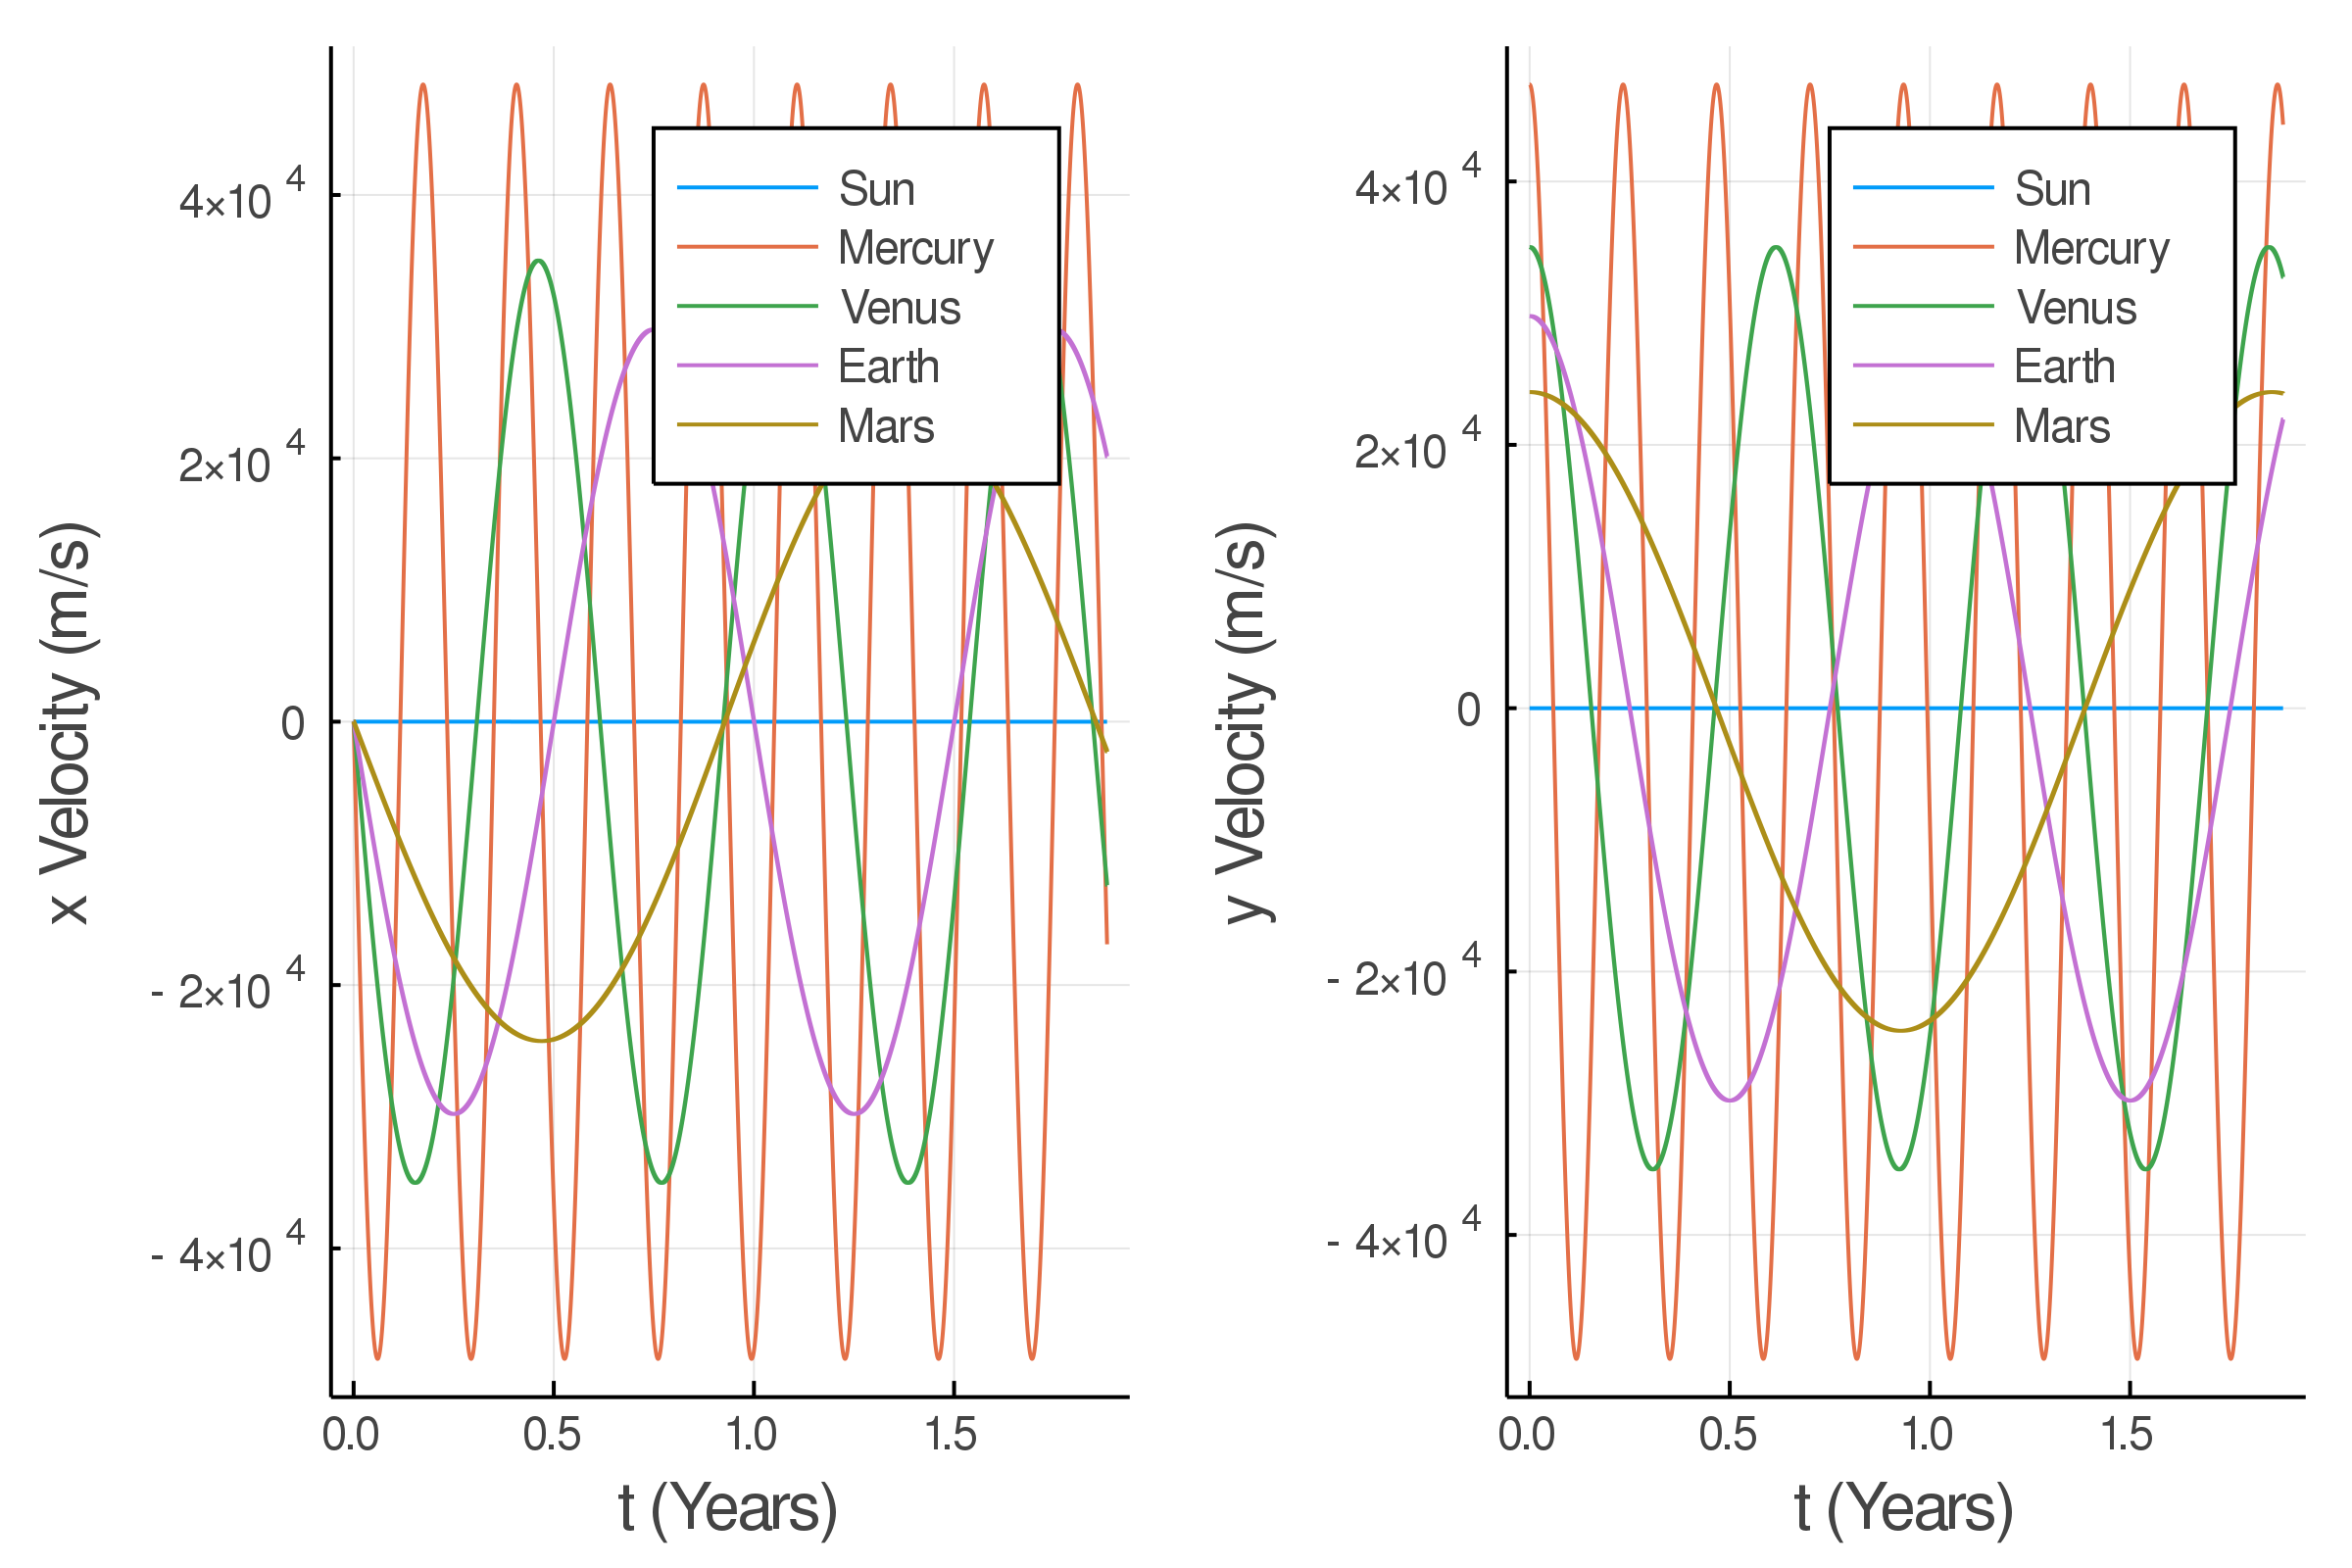 x Velocity (m/s)
4×10 4
2×10 4
0
- 2×10 4
- 4×10 4
Sun
Mercury
Venus
Earth
Mars
0.0 0.5 1.0 1.5
t (Years)
y Velocity (m/s)
4×10 4
2×10 4
0
- 2×10 4
- 4×10 4
Sun
Mercury
Venus
Earth
Mars
0.0 0.5 1.0 1.5
t (Years)